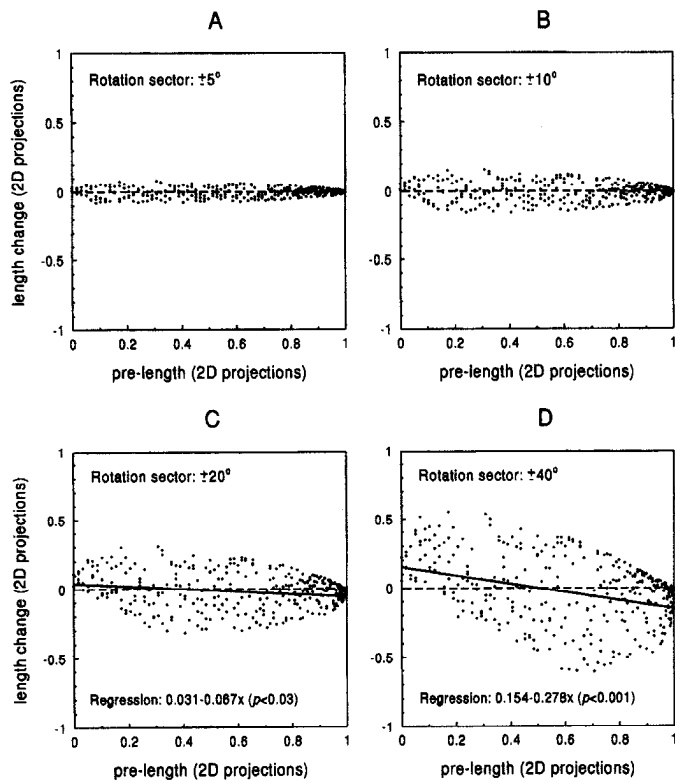 A
B
1
0.5
0
-0.5
-1
length change (2D projections)
Rotation sector: ±5°
0 0.2 0.4 0.6 0.8 1
pre-length (2D projections)
1
0.5
0
-0.5
-1
Rotation sector: ±10°
0 0.2 0.4 0.6 0.8 1
pre-length (2D projections)
C
D
1
0.5
0
-0.5
-1
length change (2D projections)
Rotation sector: ±20°
Regression: 0.031-0.067x (p<0.03)
0 0.2 0.4 0.6 0.8 1
pre-length (2D projections)
1
0.5
0
-0.5
-1
Rotation sector: ±40°
Regression: 0.154-0.278x (p<0.001)
0 0.2 0.4 0.6 0.8 1
pre-length (2D projections)